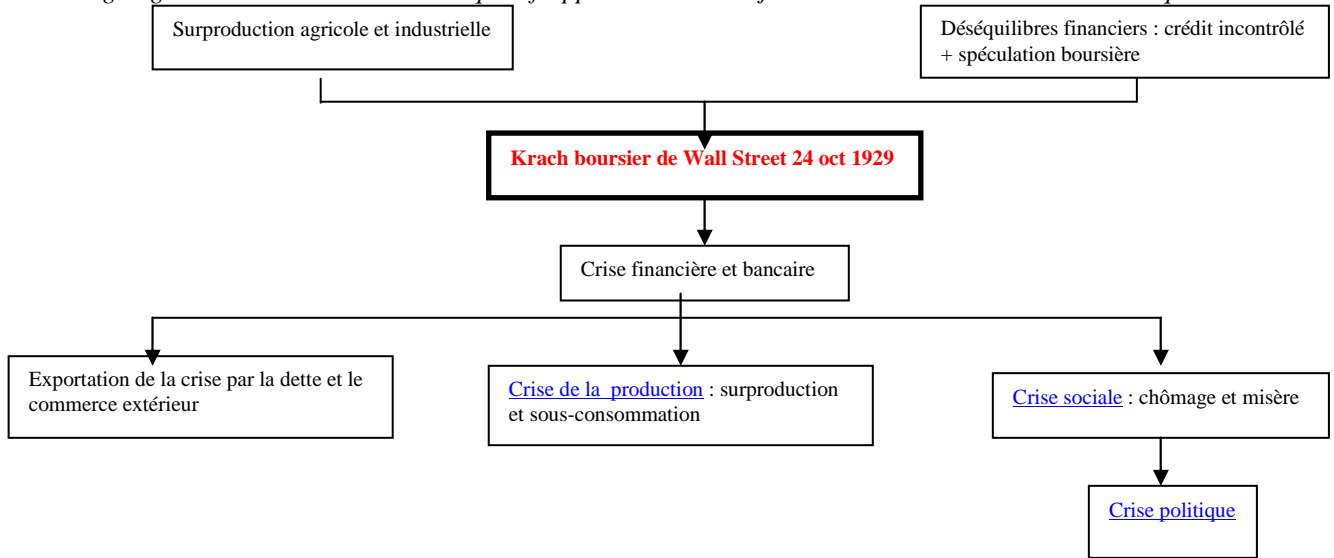 Surproduction agricole et industrielle
Déséquilibres financiers : crédit incontrôlé
+ spéculation boursière
Krach boursier de Wall Street 24 oct 1929
Crise financière et bancaire
Exportation de la crise par la dette et le
commerce extérieur
Crise de la production : surproduction
et sous-consommation
Crise sociale : chômage et misère
Crise politique